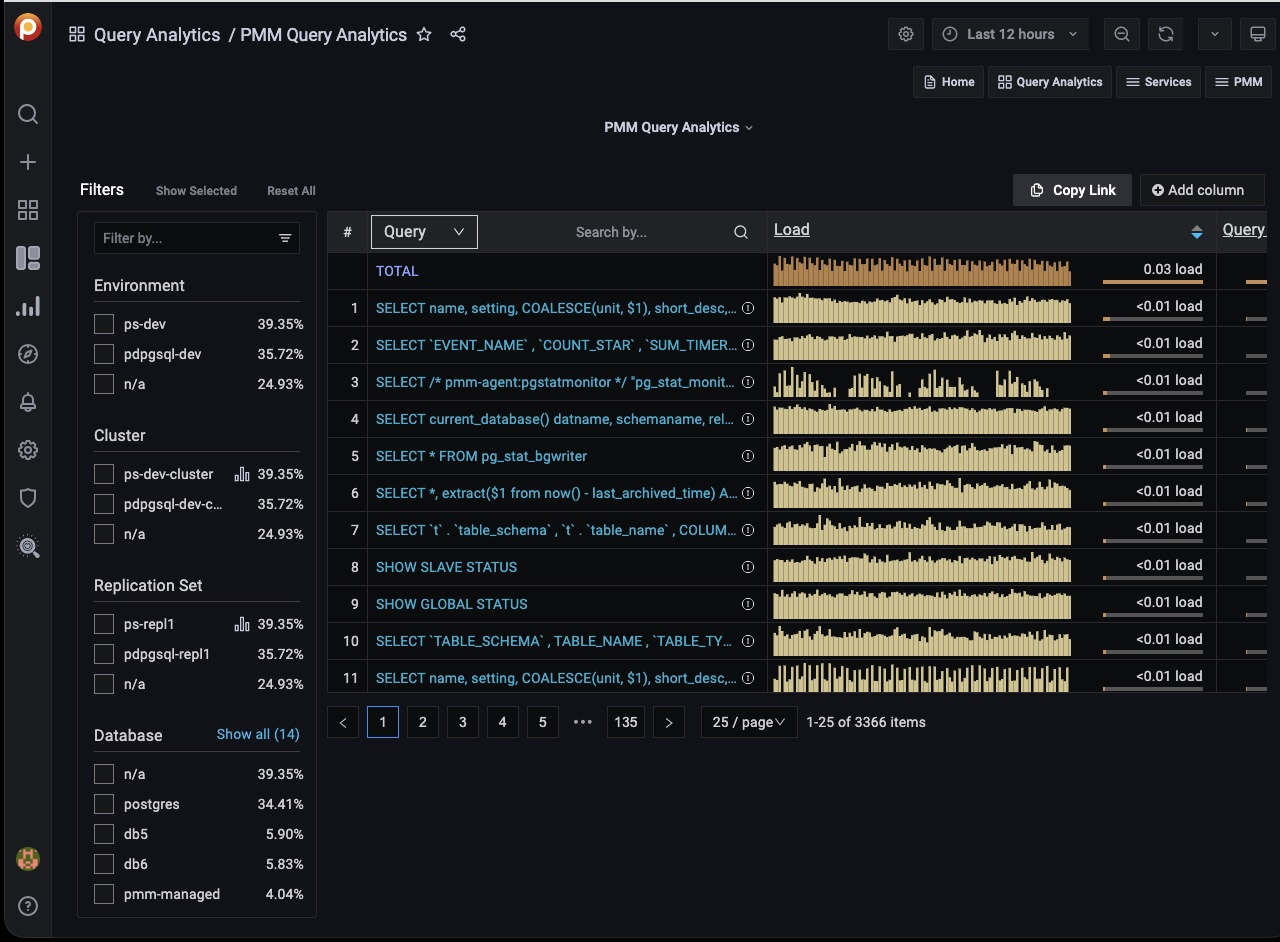 Query Analytics / PMM Query Analytics
Last 12 hours
Home
Query Analytics
Services
PMM
PMM Query Analytics
Filters
Show Selected
Reset All
Copy Link
Add column
Filter by...
Environment
ps-dev 39.35%
pdpgsql-dev 35.72%
n/a 24.93%
Cluster
ps-dev-cluster 39.35%
pdpgsql-dev-c... 35.72%
n/a 24.93%
Replication Set
ps-repl1 39.35%
pdpgsql-repl1 35.72%
n/a 24.93%
Database Show all (14)
n/a 39.35%
postgres 34.41%
db5 5.90%
db6 5.83%
pmm-managed 4.04%
# Query Search by... Load Query
TOTAL 0.03 load
1 SELECT name, setting, COALESCE(unit, $1), short_desc,... <0.01 load
2 SELECT `EVENT_NAME` , `COUNT_STAR` , `SUM_TIMER... <0.01 load
3 SELECT /* pmm-agent:pgstatmonitor */ "pg_stat_monit... <0.01 load
4 SELECT current_database() datname, schemaname, rel... <0.01 load
5 SELECT * FROM pg_stat_bgwriter <0.01 load
6 SELECT *, extract($1 from now() - last_archived_time) A... <0.01 load
7 SELECT `t` . `table_schema` , `t` . `table_name` , COLUM... <0.01 load
8 SHOW SLAVE STATUS <0.01 load
9 SHOW GLOBAL STATUS <0.01 load
10 SELECT `TABLE_SCHEMA` , TABLE_NAME , `TABLE_TY... <0.01 load
11 SELECT name, setting, COALESCE(unit, $1), short_desc,... <0.01 load
< 1 2 3 4 5 ••• 135 > 25 / page 1-25 of 3366 items